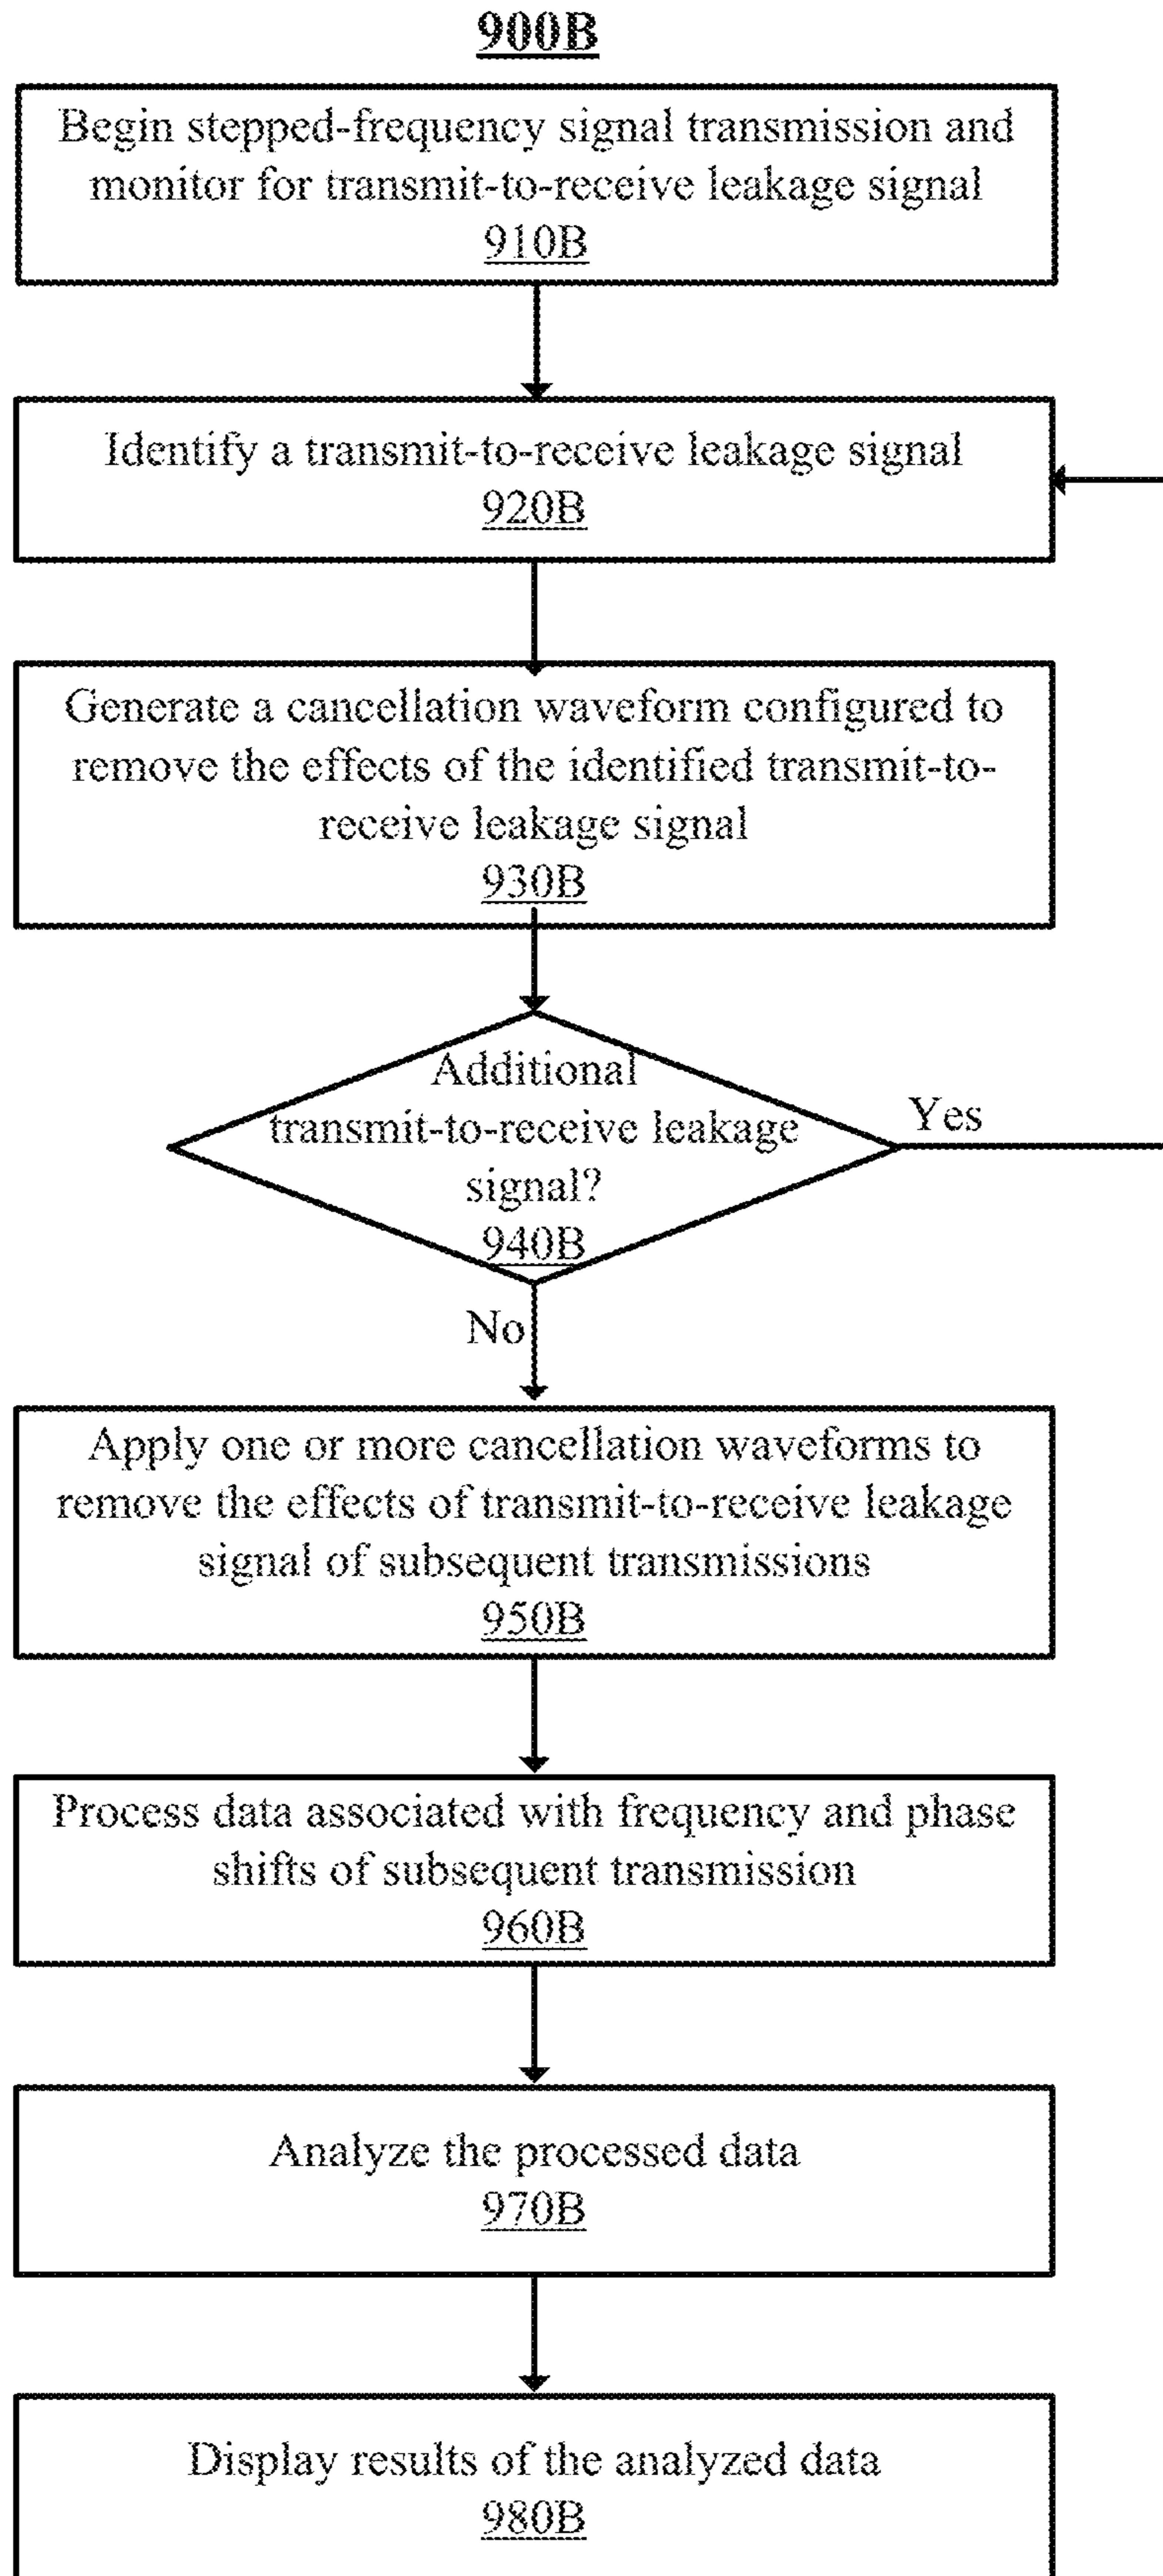 900B
Begin stepped-frequency signal transmission and
monitor for transmit-to-receive leakage signal
910B
Identify a transmit-to-receive leakage signal
920B
Generate a cancellation waveform configured to
remove the effects of the identified transmit-to-
receive leakage signal
930B
Additional
transmit-to-receive leakage
signal?
940B
Yes
No
Apply one or more cancellation waveforms to
remove the effects of transmit-to-receive leakage
signal of subsequent transmissions
950B
Process data associated with frequency and phase
shifts of subsequent transmission
960B
Analyze the processed data
970B
Display results of the analyzed data
980B